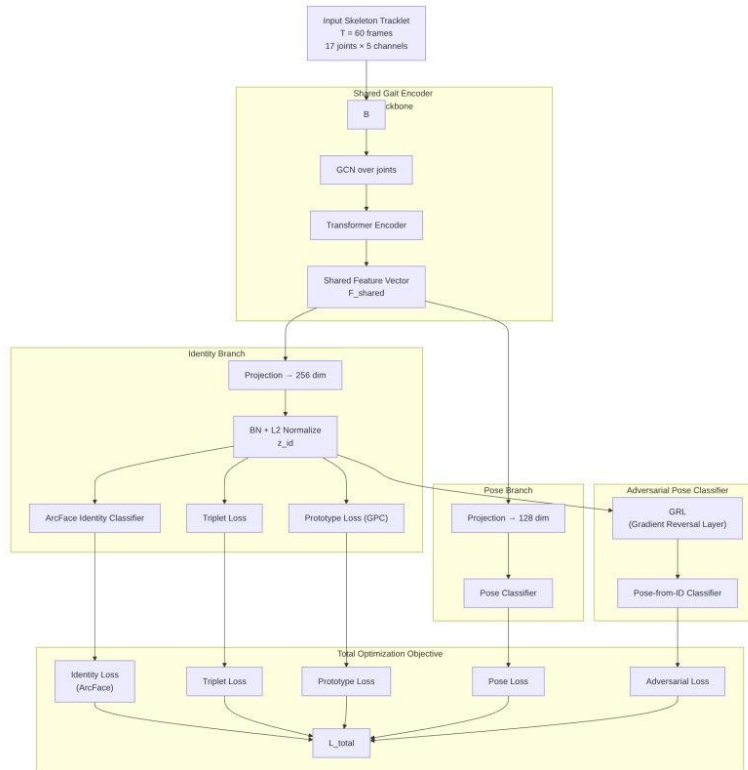 Input Skeleton Tracklet
T = 60 frames
17 joints × 5 channels
Shared Gait Encoder
ckbone
B
GCN over joints
Transformer Encoder
Shared Feature Vector
F_shared
Identity Branch
Projection → 256 dim
BN + L2 Normalize
z_id
ArcFace Identity Classifier
Triplet Loss
Prototype Loss (GPC)
Pose Branch
Projection → 128 dim
Pose Classifier
Adversarial Pose Classifier
GRL
(Gradient Reversal Layer)
Pose-from-ID Classifier
Total Optimization Objective
Identity Loss
(ArcFace)
Triplet Loss
Prototype Loss
Pose Loss
Adversarial Loss
L_total